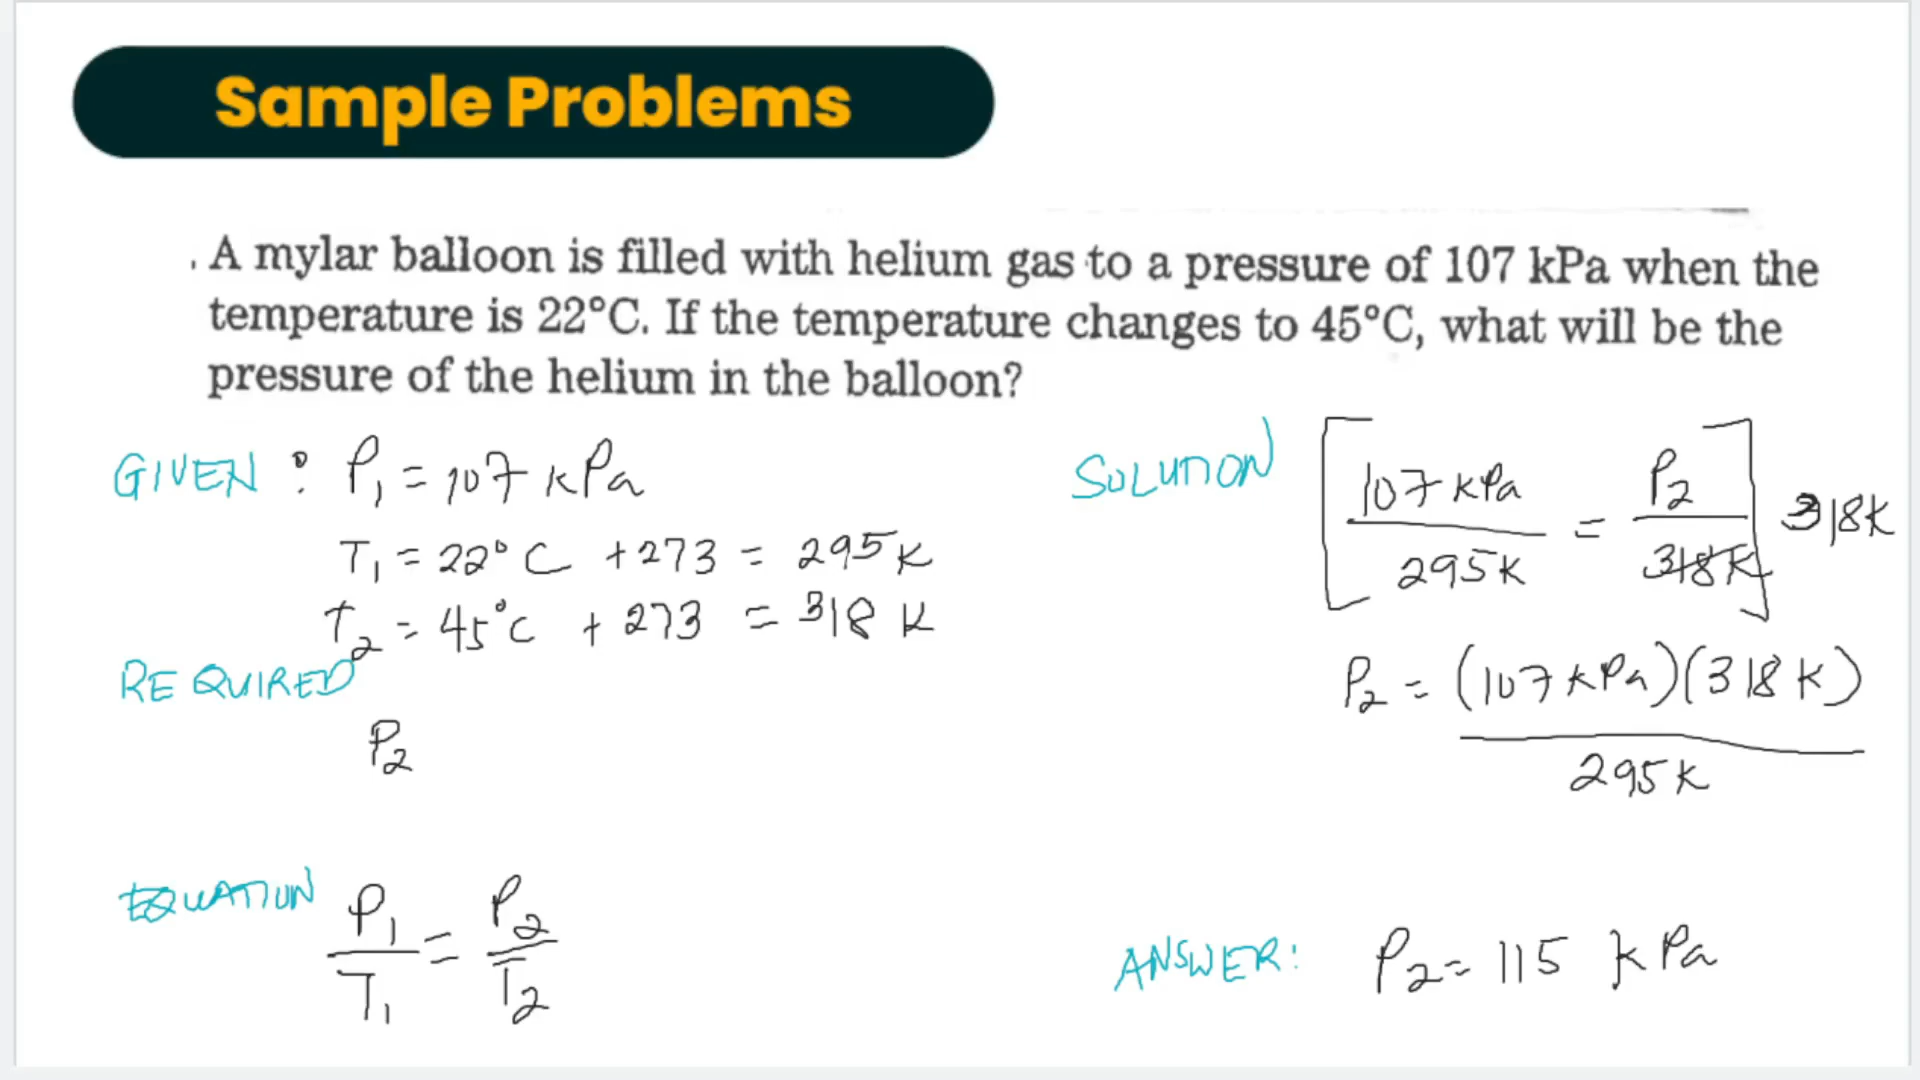 Sample Problems
. A mylar balloon is filled with helium gas to a pressure of 107 kPa when the
temperature is 22°C. If the temperature changes to 45°C, what will be the
pressure of the helium in the balloon?
GIVEN : P₁ = 107 kPa
T₁ = 22°C + 273 = 295 K
T₂ = 45°C + 273 = 318 K
REQUIRED
P₂
EQUATION
P₁ = P₂
T₁ T₂
SOLUTION
[ 107 kPa = P₂ ] 318K
295K 318K
P₂ = (107 kPa)(318 K)
295 K
ANSWER: P₂ = 115 kPa